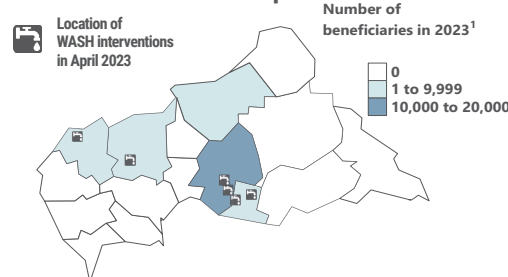 Location of
WASH interventions
in April 2023
Number of
beneficiaries in 2023¹
0
1 to 9,999
10,000 to 20,000